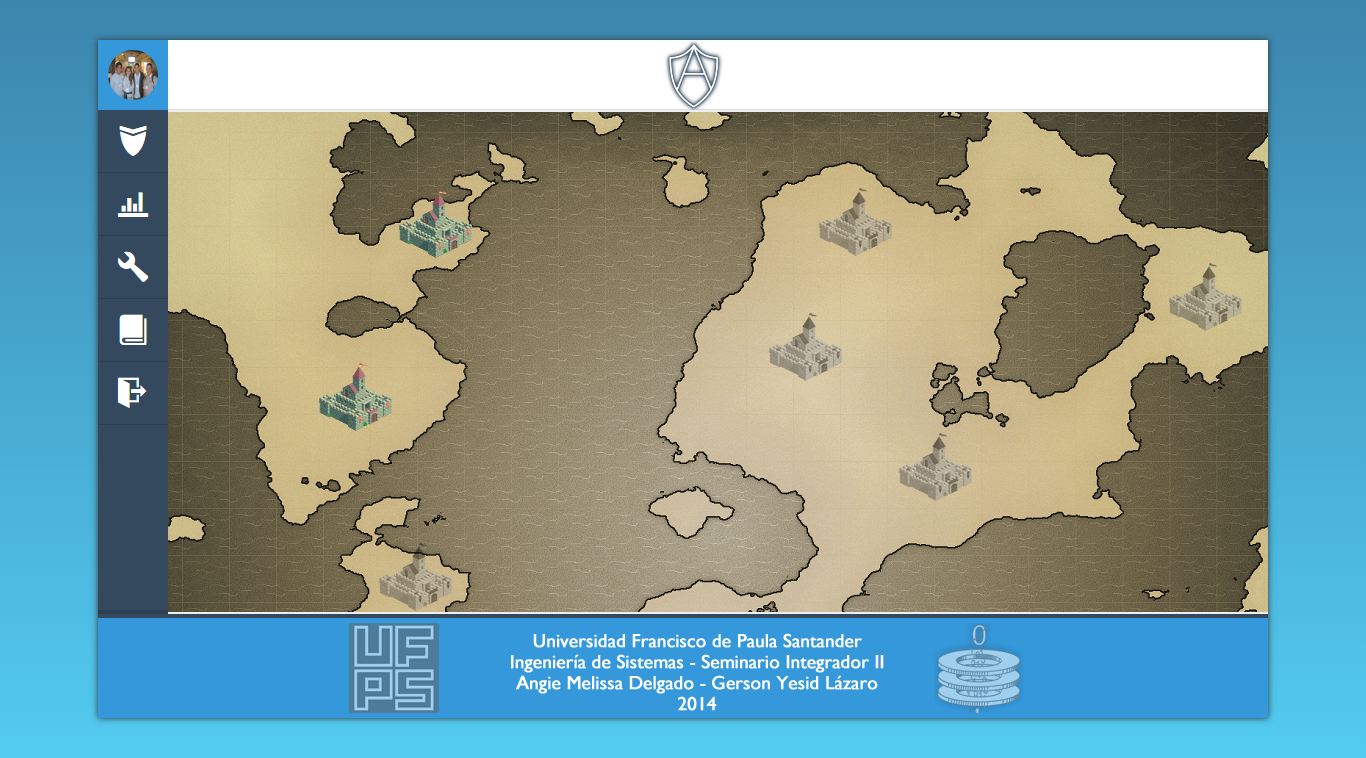 A
Universidad Francisco de Paula Santander
Ingeniería de Sistemas - Seminario Integrador II
Angie Melissa Delgado - Gerson Yesid Lázaro
2014
UF
PS
0